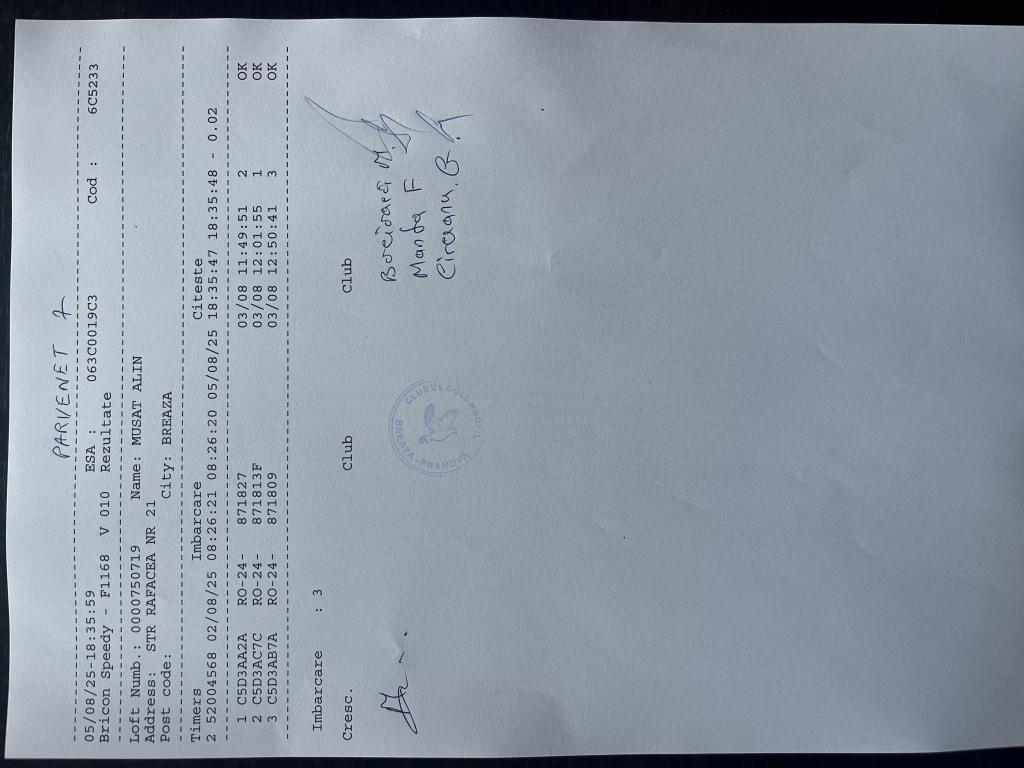 PARVENET 7
05/08/25-18:35:59 ESA : 063C0019C3 Cod : 6C5233
Bricon Speedy - F1168 V 010 Rezultate
Loft Numb.: 0000750719 Name: MUSAT ALIN
Address: STR RAFACEA NR 21
Post code: City: BREAZA
Timers Imbarcare Citeste
2 52004568 02/08/25 08:26:21 08:26:20 05/08/25 18:35:47 18:35:48 - 0.02
1 C5D3AA2A RO-24- 871827 03/08 11:49:51 2 OK
2 C5D3AC7C RO-24- 871813F 03/08 12:01:55 1 OK
3 C5D3AB7A RO-24- 871809 03/08 12:50:41 3 OK
Imbarcare : 3
Cresc. Club Club
CLUBUL COLUMBOFIL
BREAZA - PRAHOVA
Manta F